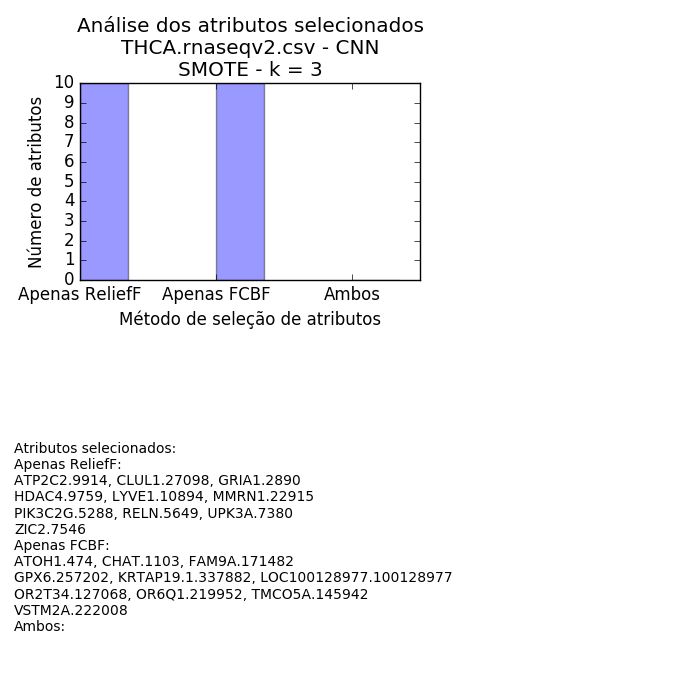 Análise dos atributos selecionados
THCA.rnaseqv2.csv - CNN
SMOTE - k = 3
10
9
8
7
6
5
4
3
2
1
0
Número de atributos
Apenas ReliefF
Apenas FCBF
Ambos
Método de seleção de atributos
Atributos selecionados:
Apenas ReliefF:
ATP2C2.9914, CLUL1.27098, GRIA1.2890
HDAC4.9759, LYVE1.10894, MMRN1.22915
PIK3C2G.5288, RELN.5649, UPK3A.7380
ZIC2.7546
Apenas FCBF:
ATOH1.474, CHAT.1103, FAM9A.171482
GPX6.257202, KRTAP19.1.337882, LOC100128977.100128977
OR2T34.127068, OR6Q1.219952, TMCO5A.145942
VSTM2A.222008
Ambos: